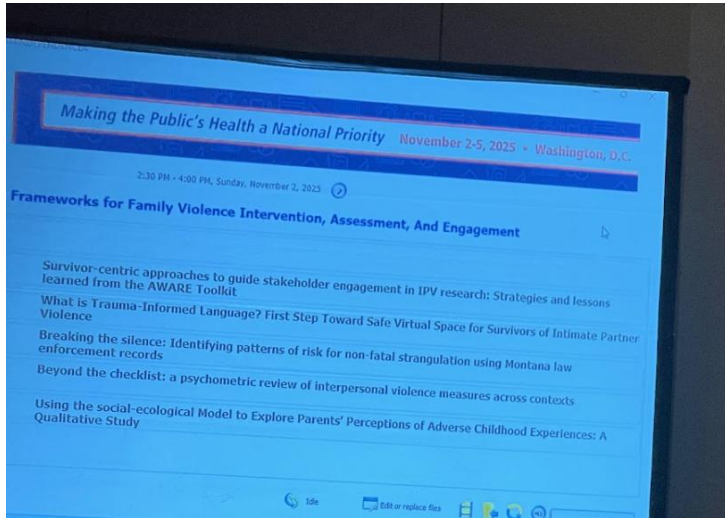 Making the Public's Health a National Priority November 2-5, 2025 • Washington, D.C.
2:30 PM - 4:00 PM, Sunday, November 2, 2025
Frameworks for Family Violence Intervention, Assessment, And Engagement
Survivor-centric approaches to guide stakeholder engagement in IPV research: Strategies and lessons
learned from the AWARE Toolkit
What is Trauma-Informed Language? First Step Toward Safe Virtual Space for Survivors of Intimate Partner
Violence
Breaking the silence: Identifying patterns of risk for non-fatal strangulation using Montana law
enforcement records
Beyond the checklist: a psychometric review of interpersonal violence measures across contexts
Using the social-ecological Model to Explore Parents' Perceptions of Adverse Childhood Experiences: A
Qualitative Study
Idle Edit or replace files